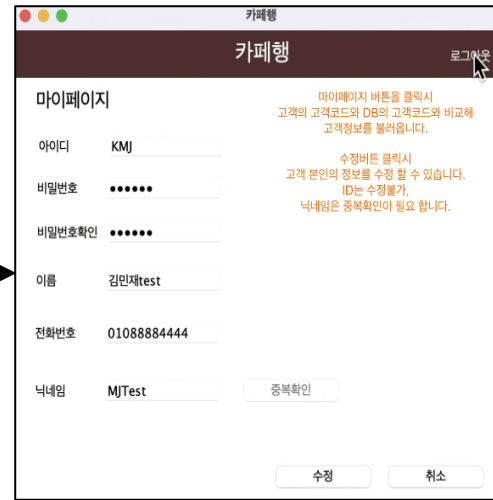 카페행
카페행
로그아웃
마이페이지
마이페이지 버튼을 클릭시
고객의 고객코드와 DB의 고객코드와 비교해
고객정보를 불러옵니다.
수정버튼 클릭시
고객 본인의 정보를 수정 할 수 있습니다.
ID는 수정불가,
닉네임은 중복확인이 필요 합니다.
아이디 KMJ
비밀번호 ●●●●●●
비밀번호확인 ●●●●●●
이름 김민재test
전화번호 01088884444
닉네임 MJTest 중복확인
수정 취소